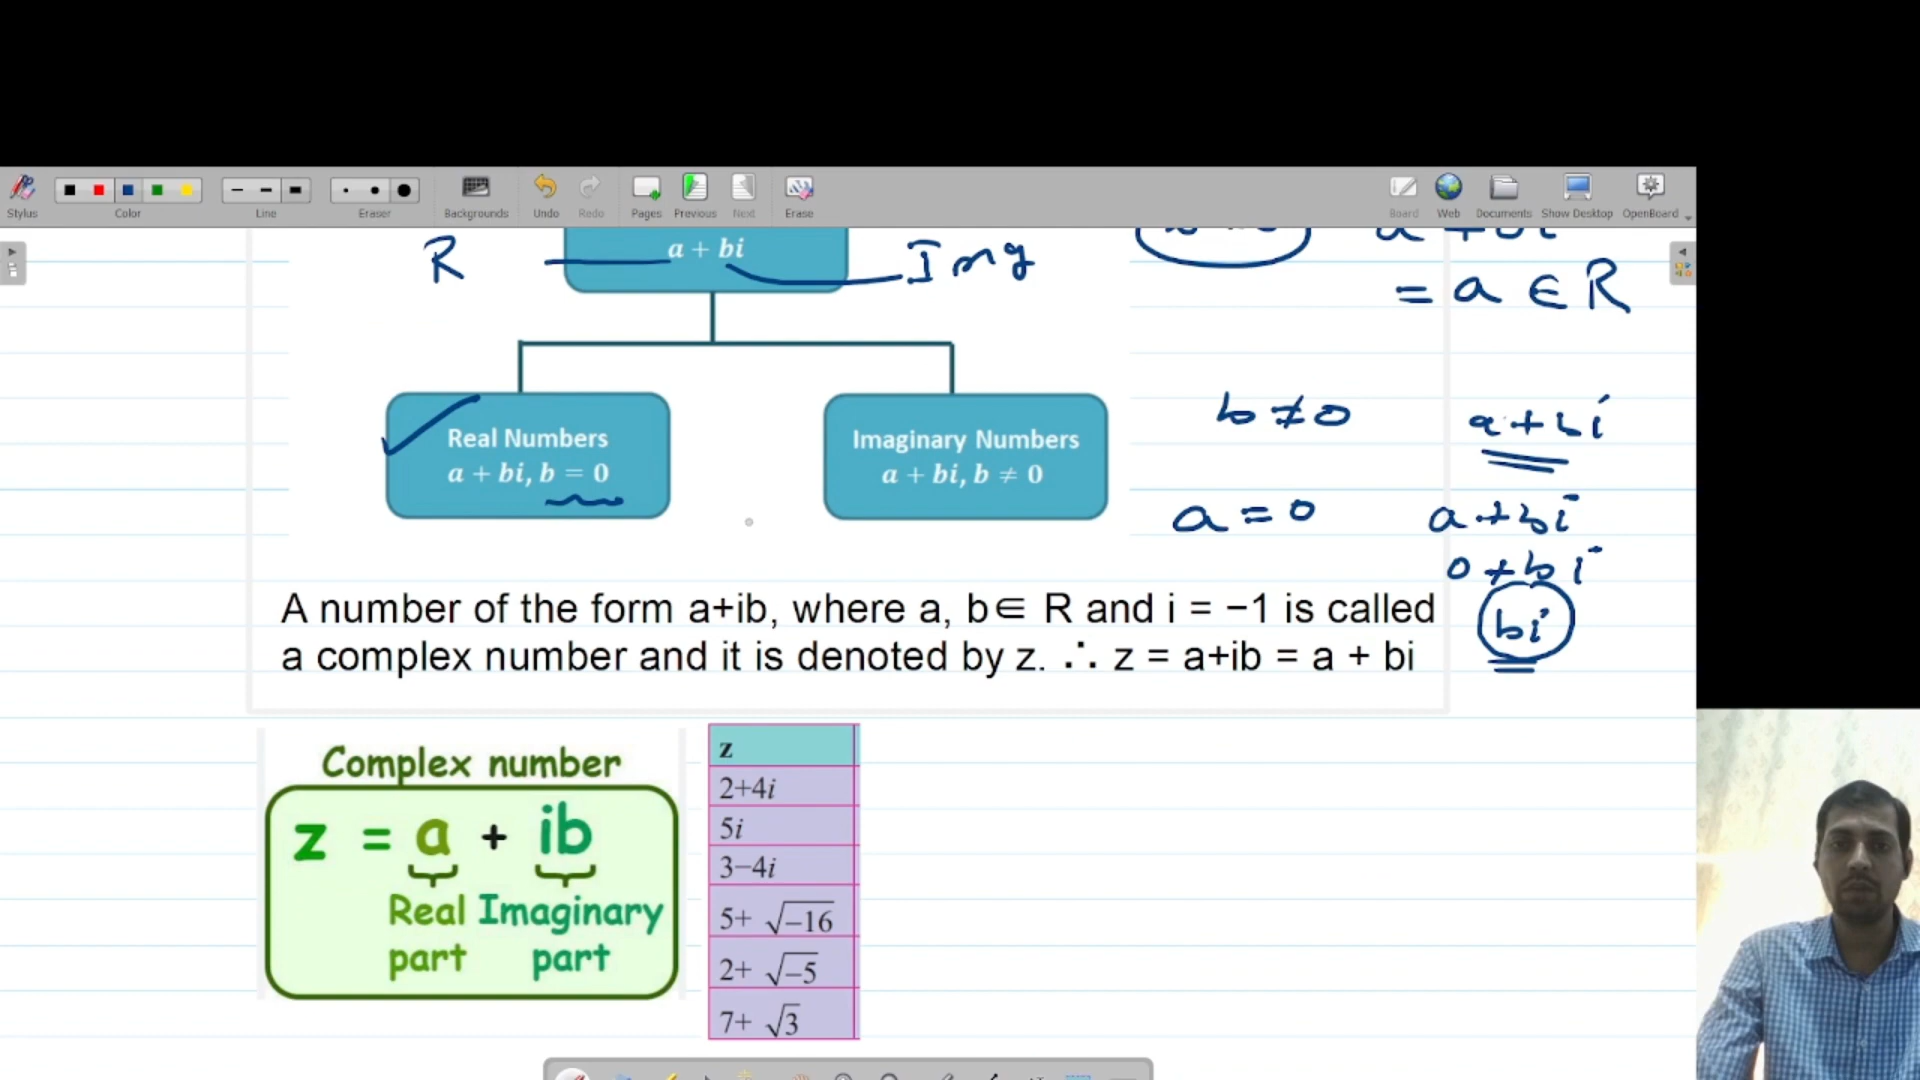 Stylus Color Line Eraser Backgrounds Undo Redo Pages Previous Next Erase Board Web Documents Show Desktop OpenBoard
R a + bi Img
= a ∈ R
Real Numbers
a + bi, b = 0
Imaginary Numbers
a + bi, b ≠ 0
b ≠ 0 a+bi
a = 0 a+bi
0+bi
bi
A number of the form a+ib, where a, b∈ R and i = −1 is called
a complex number and it is denoted by z. ∴ z = a+ib = a + bi
Complex number
z = a + ib
Real Imaginary
part part
z
2+4i
5i
3−4i
5+ √−16
2+ √−5
7+ √3